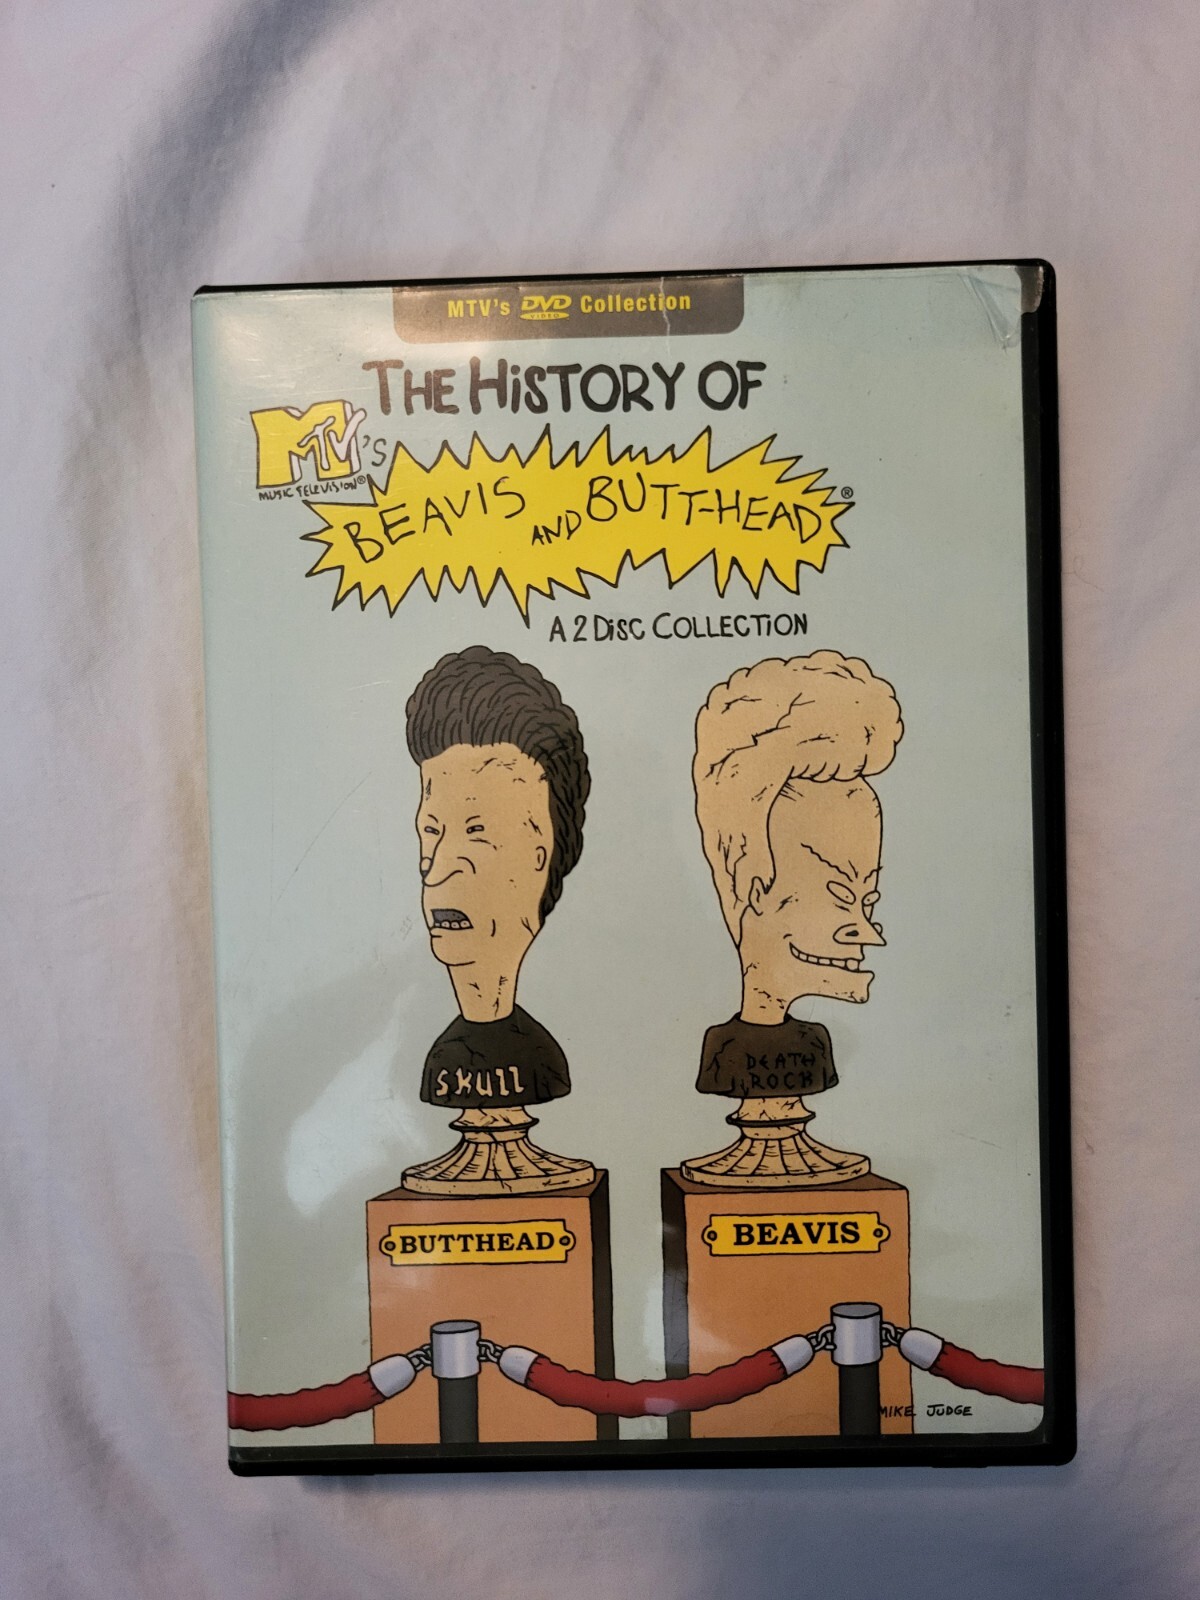 MTV's DVD VIDEO Collection
THE HiSTORY OF
MTV's
MUSIC TELEVISION®
BEAVIS AND BUTT-HEAD®
A 2 DiSC COLLECTiON
SKULL
DEATH
ROCK
BUTTHEAD
BEAVIS
MIKE JUDGE